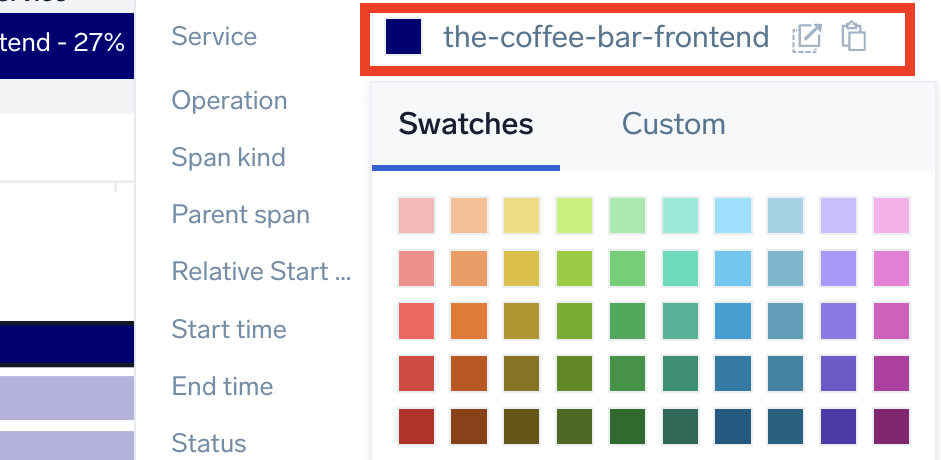 tend - 27%
Service
the-coffee-bar-frontend
Operation
Swatches
Custom
Span kind
Parent span
Relative Start ...
Start time
End time
Status